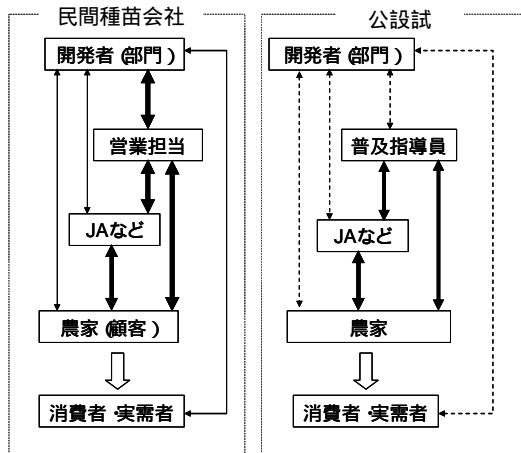 民間種苗会社
開発者（部門）
営業担当
JAなど
農家（顧客）
消費者・実需者
公設試
開発者（部門）
普及指導員
JAなど
農家
消費者・実需者